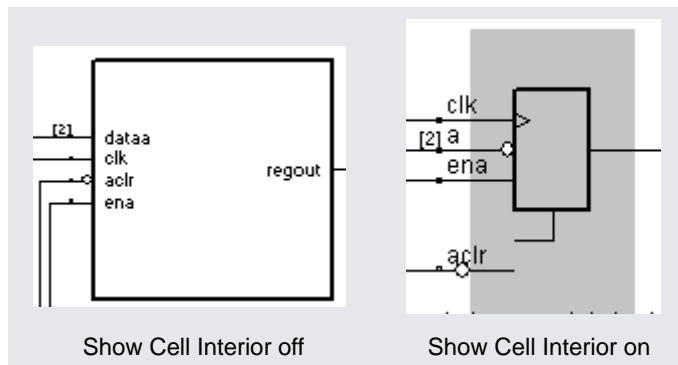 [2]
dataa
clk
aclr
ena
regout
clk
[2] a
ena
aclr
Show Cell Interior off
Show Cell Interior on